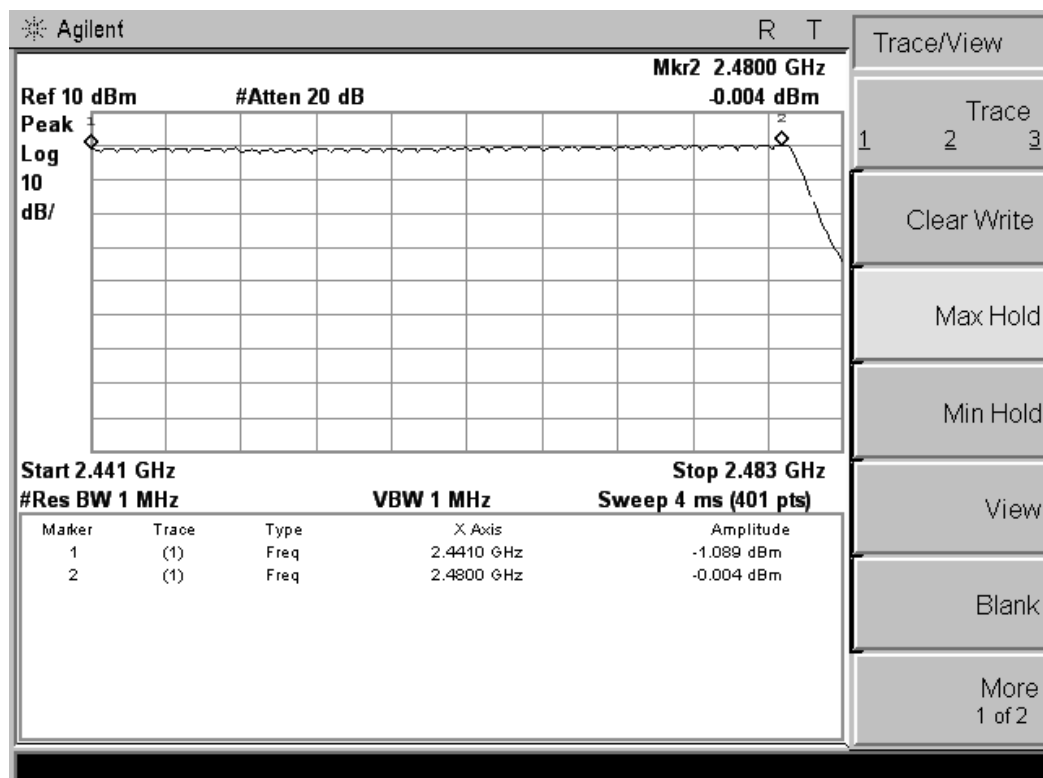 Agilent R T
Mkr2 2.4800 GHz
Ref 10 dBm #Atten 20 dB -0.004 dBm
Peak
Log
10
dB/
1
2
Start 2.441 GHz Stop 2.483 GHz
#Res BW 1 MHz VBW 1 MHz Sweep 4 ms (401 pts)
Marker Trace Type X Axis Amplitude
1 (1) Freq 2.4410 GHz -1.089 dBm
2 (1) Freq 2.4800 GHz -0.004 dBm
Trace/View
Trace
1 2 3
Clear Write
Max Hold
Min Hold
View
Blank
More
1 of 2